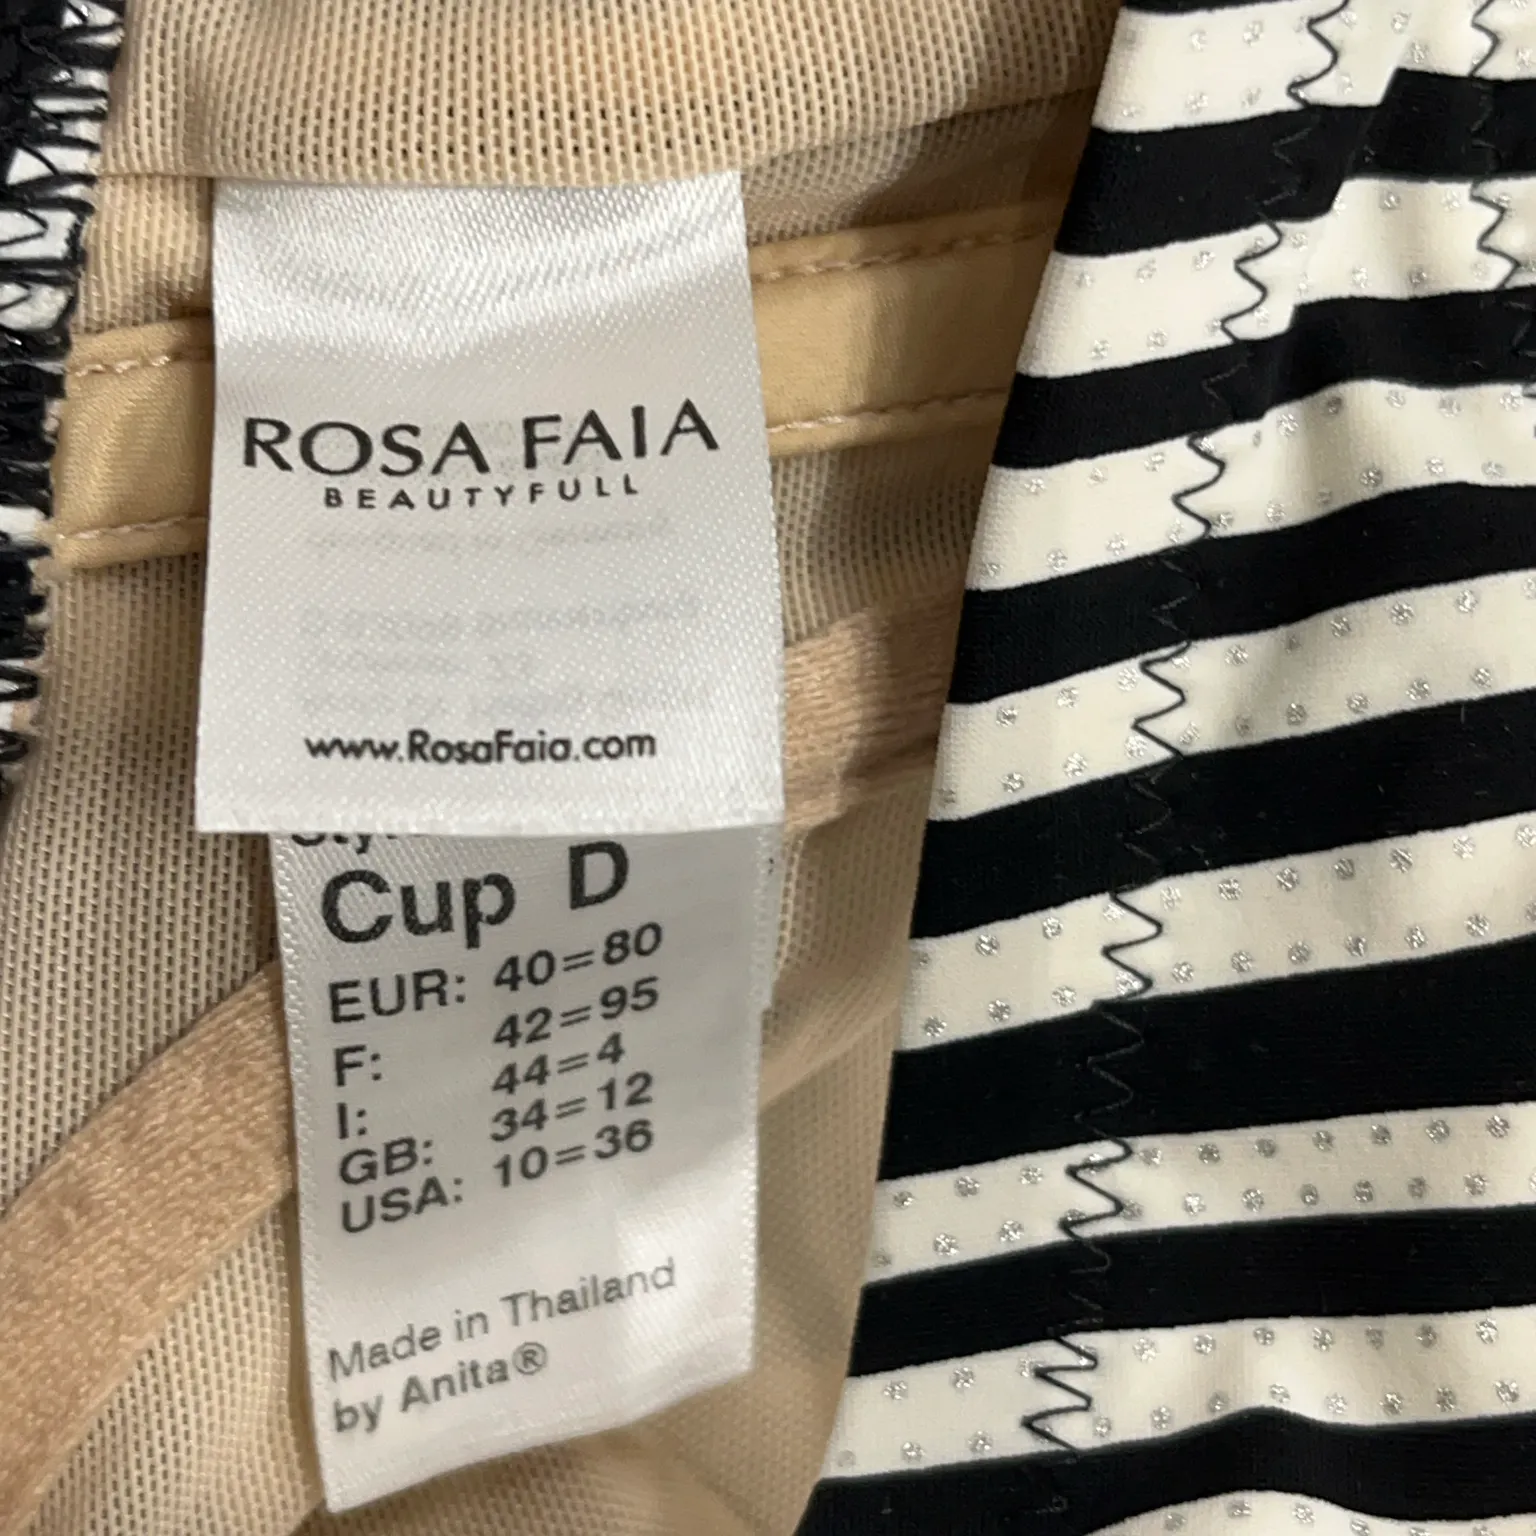 ROSA FAIA
BEAUTYFULL
www.RosaFaia.com
Cup D
EUR: 40=80
F: 42=95
I: 44=4
GB: 34=12
USA: 10=36
Made in Thailand
by Anita®